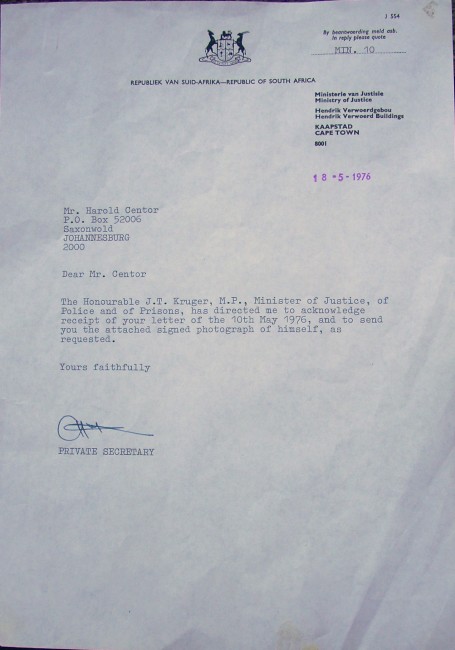 J 554
By beantwoording meld asb.
in reply please quote
MIN. 10
REPUBLIEK VAN SUID-AFRIKA—REPUBLIC OF SOUTH AFRICA
Ministerie van Justisie
Ministry of Justice
Hendrik Verwoerdgebou
Hendrik Verwoerd Buildings
KAAPSTAD
CAPE TOWN
8001
18 -5- 1976
Mr. Harold Centor
P.O. Box 52006
Saxonwold
JOHANNESBURG
2000
Dear Mr. Centor
The Honourable J.T. Kruger, M.P., Minister of Justice, of
Police and of Prisons, has directed me to acknowledge
receipt of your letter of the 10th May 1976, and to send
you the attached signed photograph of himself, as
requested.
Yours faithfully
PRIVATE SECRETARY